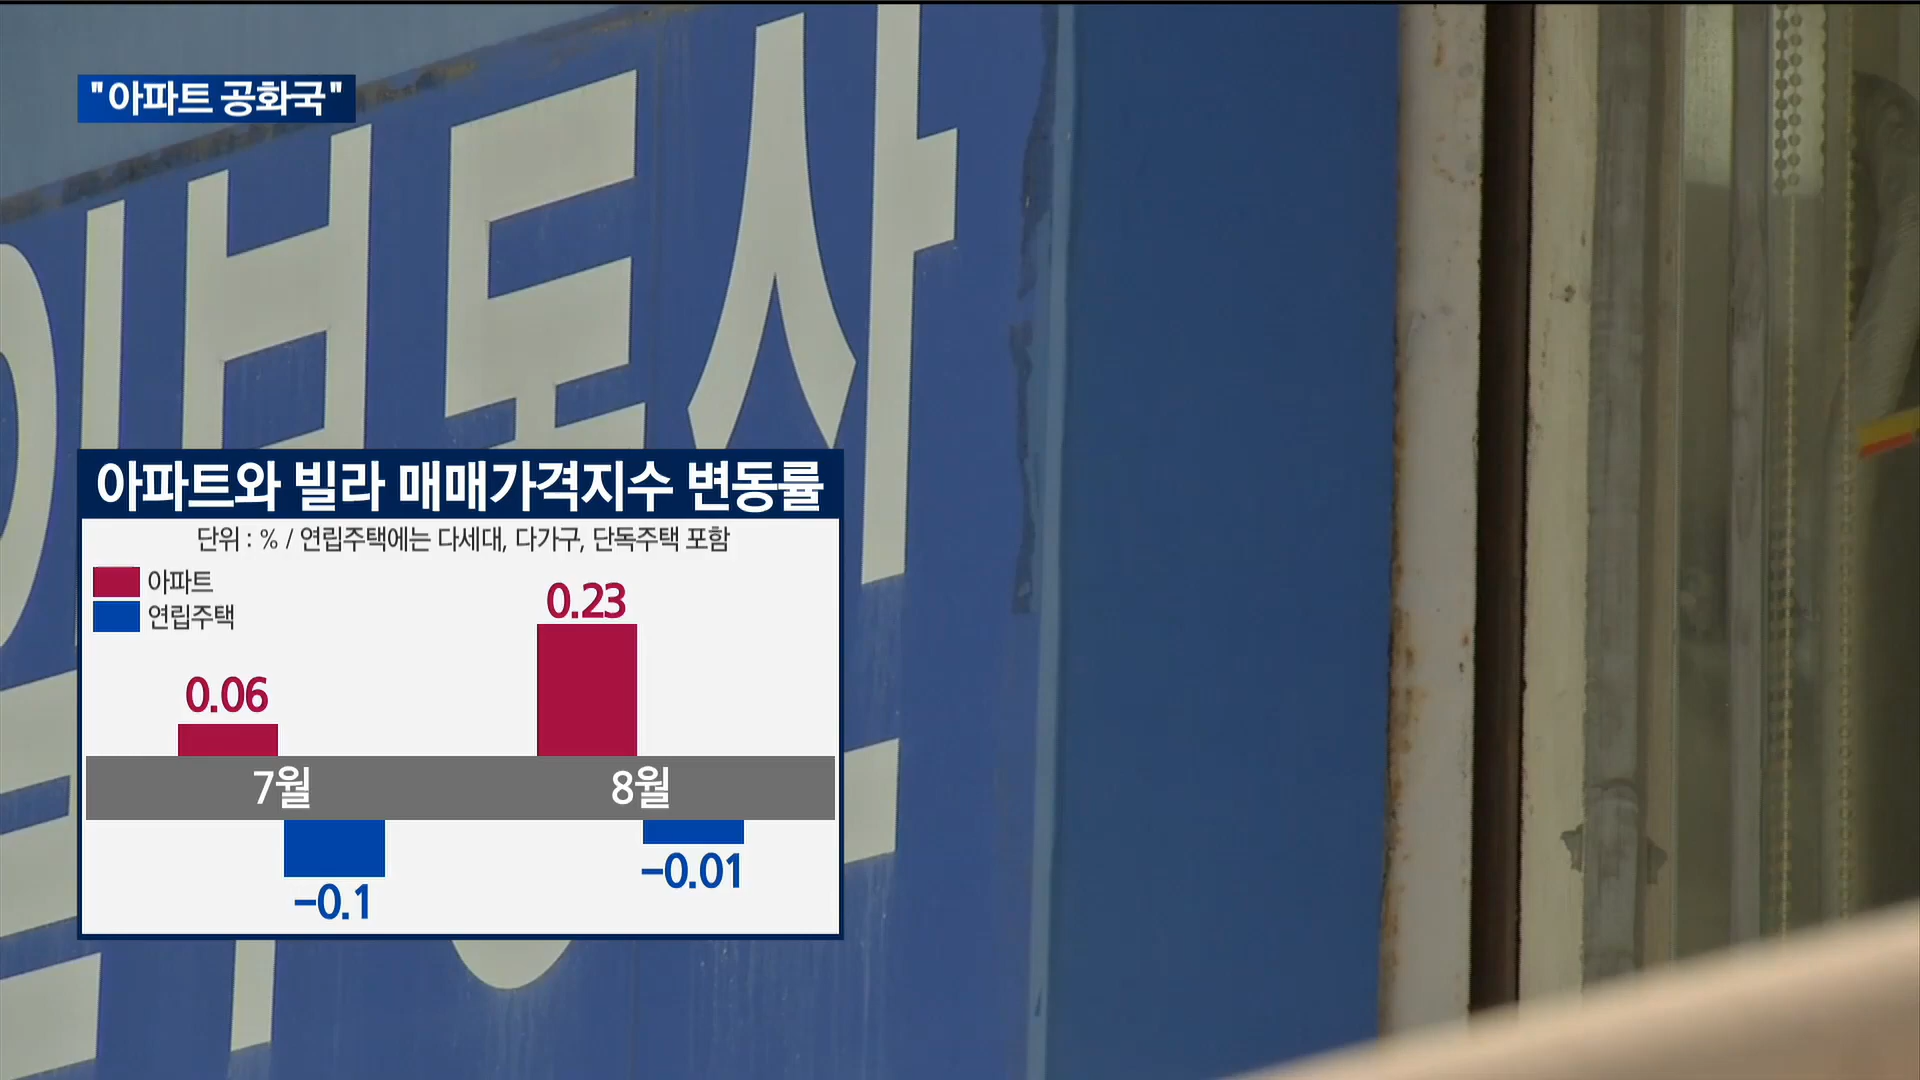 "아파트 공화국"
부동산
아파트와 빌라 매매가격지수 변동률
단위 : % / 연립주택에는 다세대, 다가구, 단독주택 포함
아파트
연립주택
0.06
0.23
7월
8월
-0.1
-0.01